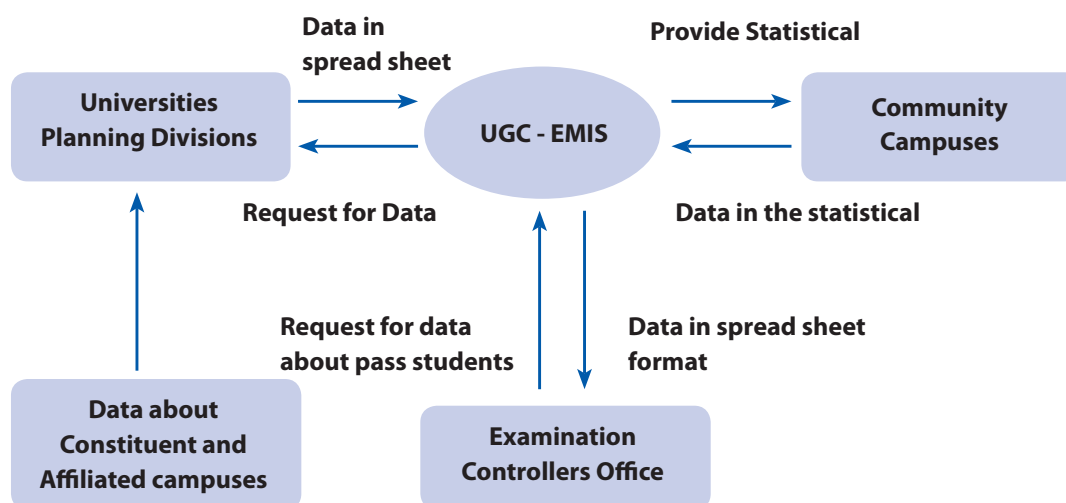 Data in
spread sheet
Provide Statistical
Universities
Planning Divisions
UGC - EMIS
Community
Campuses
Request for Data
Data in the statistical
Request for data
about pass students
Data in spread sheet
format
Data about
Constituent and
Affiliated campuses
Examination
Controllers Office